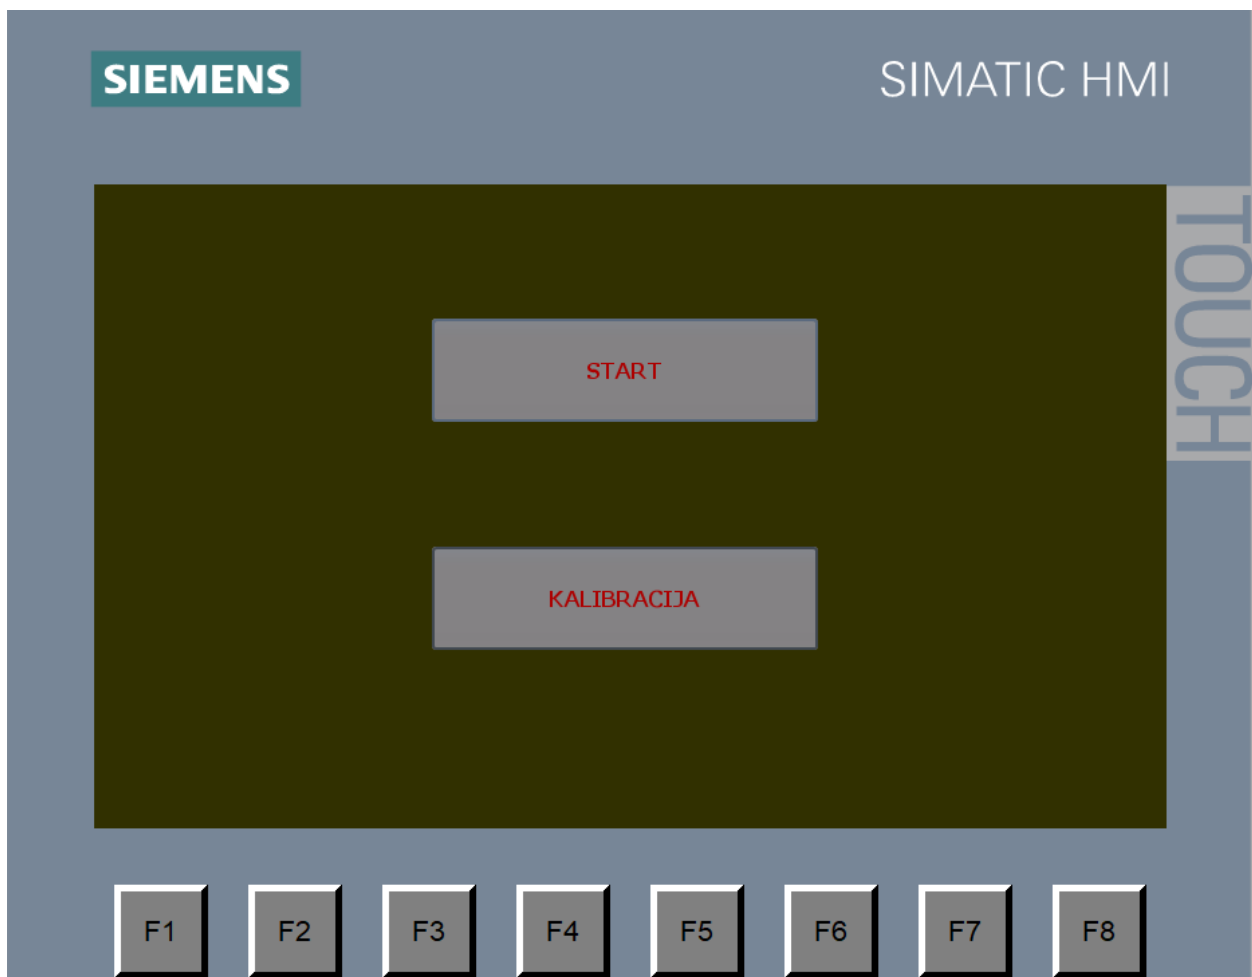 SIEMENS
SIMATIC HMI
TOUCH
START
KALIBRACIJA
F1 F2 F3 F4 F5 F6 F7 F8